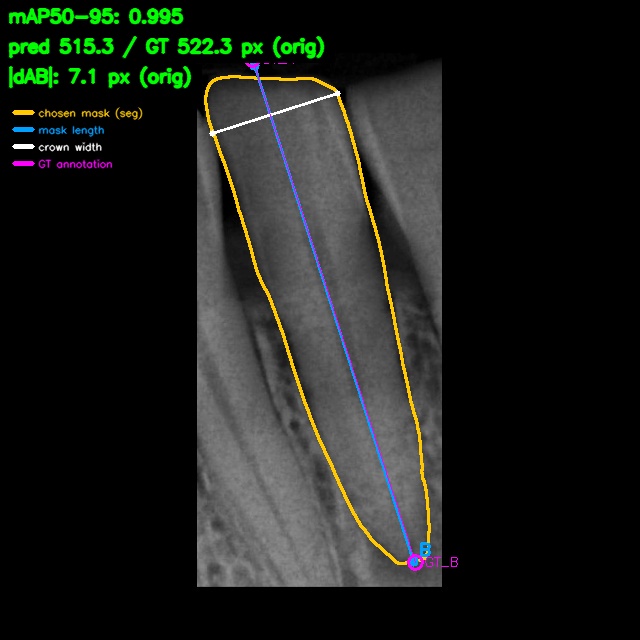 mAP50-95: 0.995
pred 515.3 / GT 522.3 px (orig)
|dAB|: 7.1 px (orig)
chosen mask (seg)
mask length
crown width
GT annotation
B
GT_B